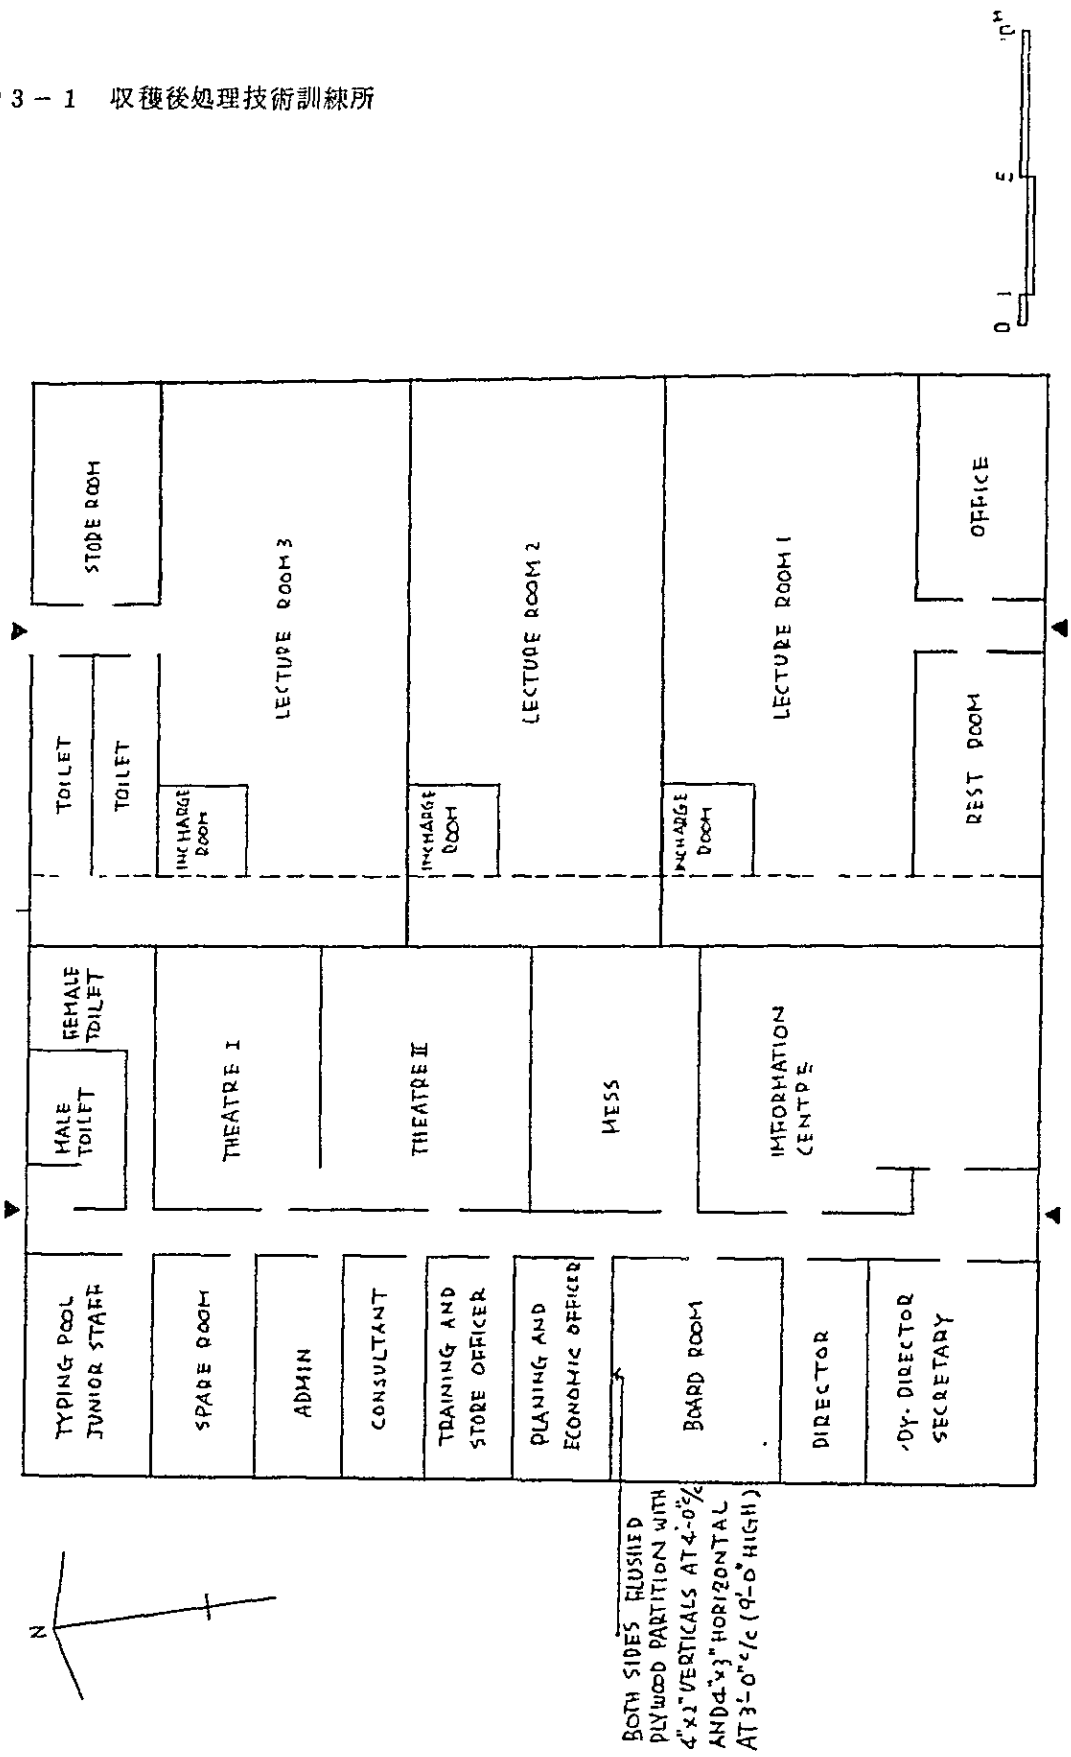 3-1 収穫後処理技術訓練所
0 1 5 10M
STORE ROOM
TOILET
TOILET
LECTURE ROOM 3
INCHARGE
ROOM
LECTURE ROOM 2
INCHARGE
ROOM
LECTURE ROOM 1
INCHARGE
ROOM
OFFICE
REST ROOM
FEMALE
TOILET
MALE
TOILET
THEATRE I
THEATRE II
MESS
IMFORMATION
CENTRE
TYPING POOL
JUNIOR STAFF
SPARE ROOM
ADMIN
CONSULTANT
TRAINING AND
STORE OFFICER
PLANING AND
ECONOMIC OFFICER
BOARD ROOM
DIRECTOR
DY. DIRECTOR
SECRETARY
N
BOTH SIDES FLUSHED
PLYWOOD PARTITION WITH
4"x2" VERTICALS AT 4'-0" c/c
AND 4"x3" HORIZONTAL
AT 3'-0" c/c (9'-0" HIGH)